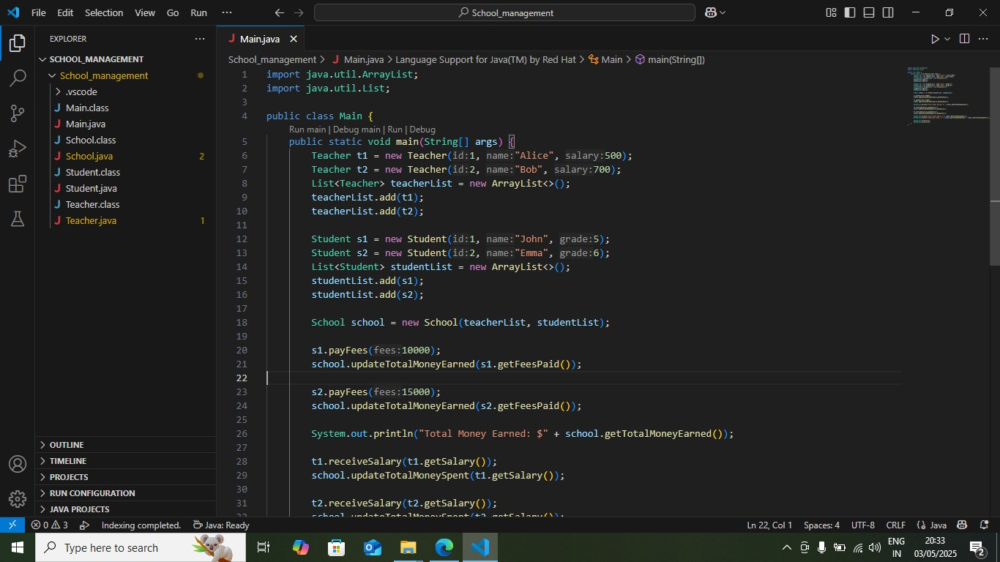 File Edit Selection View Go Run ··· School_management
EXPLORER ···
SCHOOL_MANAGEMENT
School_management
.vscode
Main.class
Main.java
School.class
School.java 2
Student.class
Student.java
Teacher.class
Teacher.java 1
OUTLINE
TIMELINE
PROJECTS
RUN CONFIGURATION
JAVA PROJECTS
Main.java
School_management > Main.java > Language Support for Java(TM) by Red Hat > Main > main(String[])
1 import java.util.ArrayList;
2 import java.util.List;
3
4 public class Main {
Run main | Debug main | Run | Debug
5 public static void main(String[] args) {
6 Teacher t1 = new Teacher(id:1, name:"Alice", salary:500);
7 Teacher t2 = new Teacher(id:2, name:"Bob", salary:700);
8 List<Teacher> teacherList = new ArrayList<>();
9 teacherList.add(t1);
10 teacherList.add(t2);
11
12 Student s1 = new Student(id:1, name:"John", grade:5);
13 Student s2 = new Student(id:2, name:"Emma", grade:6);
14 List<Student> studentList = new ArrayList<>();
15 studentList.add(s1);
16 studentList.add(s2);
17
18 School school = new School(teacherList, studentList);
19
20 s1.payFees(fees:10000);
21 school.updateTotalMoneyEarned(s1.getFeesPaid());
22
23 s2.payFees(fees:15000);
24 school.updateTotalMoneyEarned(s2.getFeesPaid());
25
26 System.out.println("Total Money Earned: $" + school.getTotalMoneyEarned());
27
28 t1.receiveSalary(t1.getSalary());
29 school.updateTotalMoneySpent(t1.getSalary());
30
31 t2.receiveSalary(t2.getSalary());
32 school.updateTotalMoneySpent(t2.getSalary());
0 3 Indexing completed. Java: Ready Ln 22, Col 1 Spaces: 4 UTF-8 CRLF {} Java
Type here to search
ENG
IN
20:33
03/05/2025
2